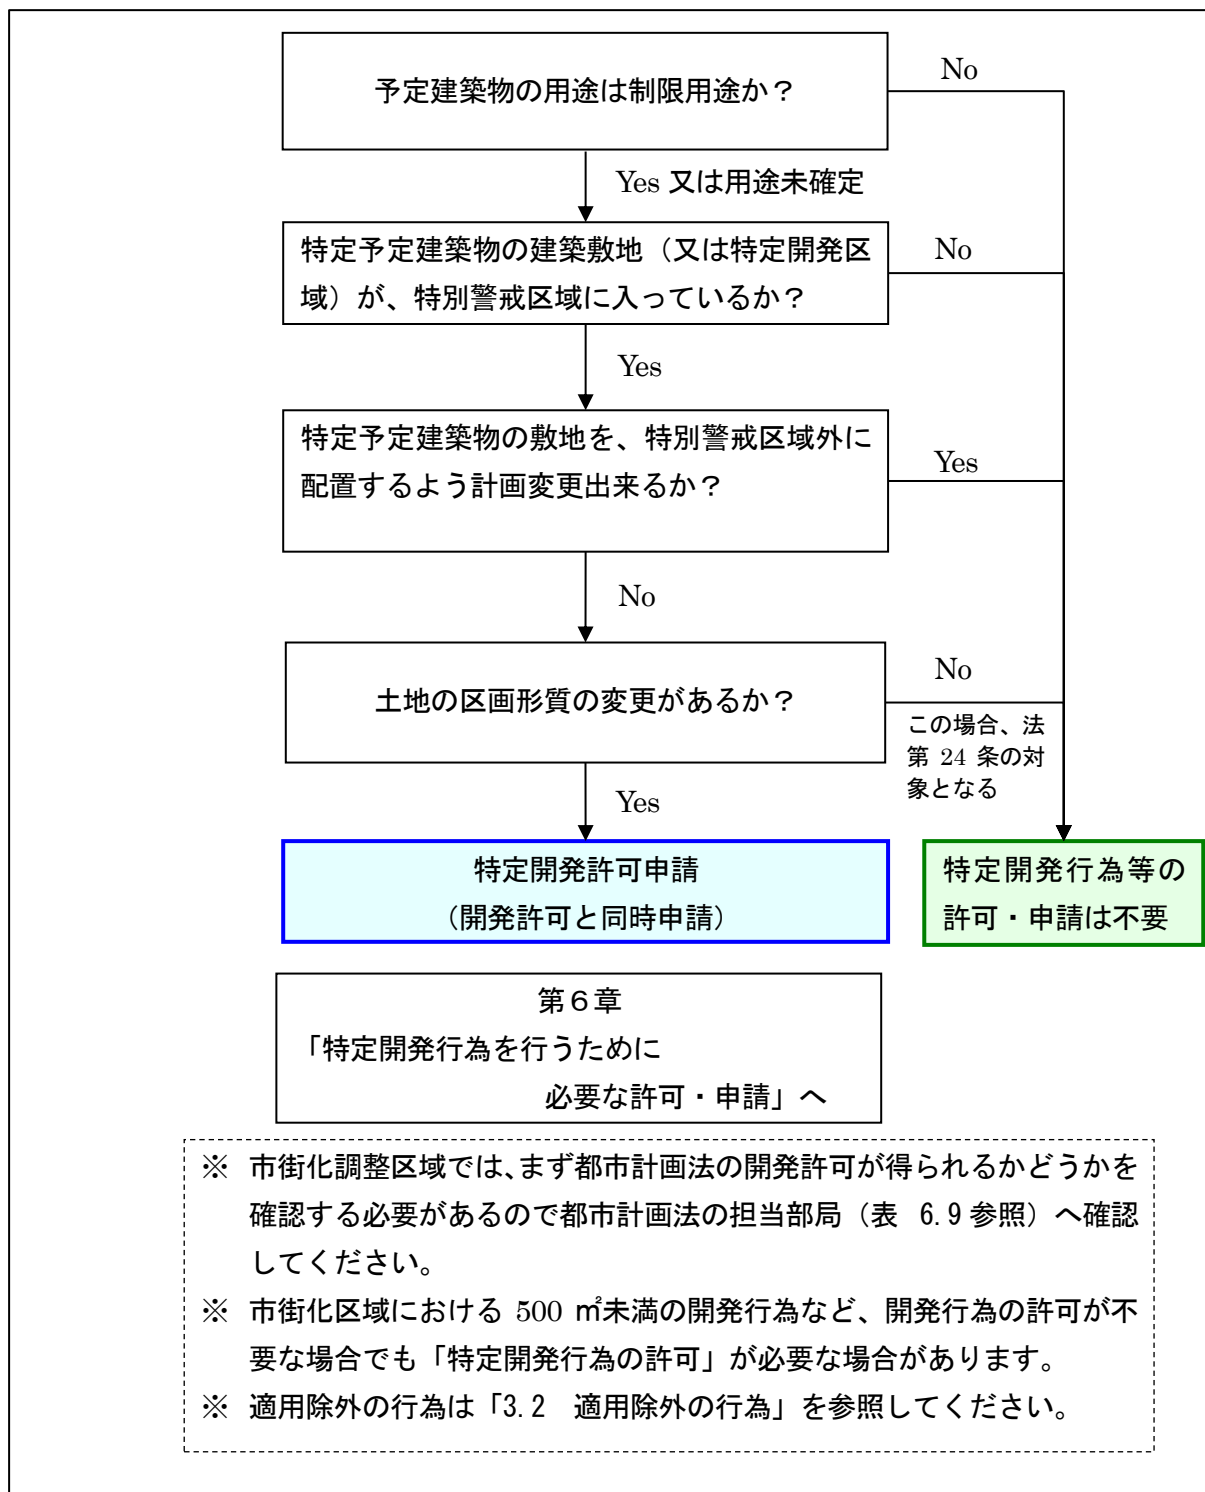 予定建築物の用途は制限用途か？
No
Yes 又は用途未確定
特定予定建築物の建築敷地（又は特定開発区
域）が、特別警戒区域に入っているか？
No
Yes
特定予定建築物の敷地を、特別警戒区域外に
配置するよう計画変更出来るか？
Yes
No
土地の区画形質の変更があるか？
No
この場合、法
第 24 条の対
象となる
Yes
特定開発許可申請
（開発許可と同時申請）
特定開発行為等の
許可・申請は不要
第６章
「特定開発行為を行うために
必要な許可・申請」へ
※ 市街化調整区域では、まず都市計画法の開発許可が得られるかどうかを
確認する必要があるので都市計画法の担当部局（表 6.9 参照）へ確認
してください。
※ 市街化区域における 500 ㎡未満の開発行為など、開発行為の許可が不
要な場合でも「特定開発行為の許可」が必要な場合があります。
※ 適用除外の行為は「3.2　適用除外の行為」を参照してください。